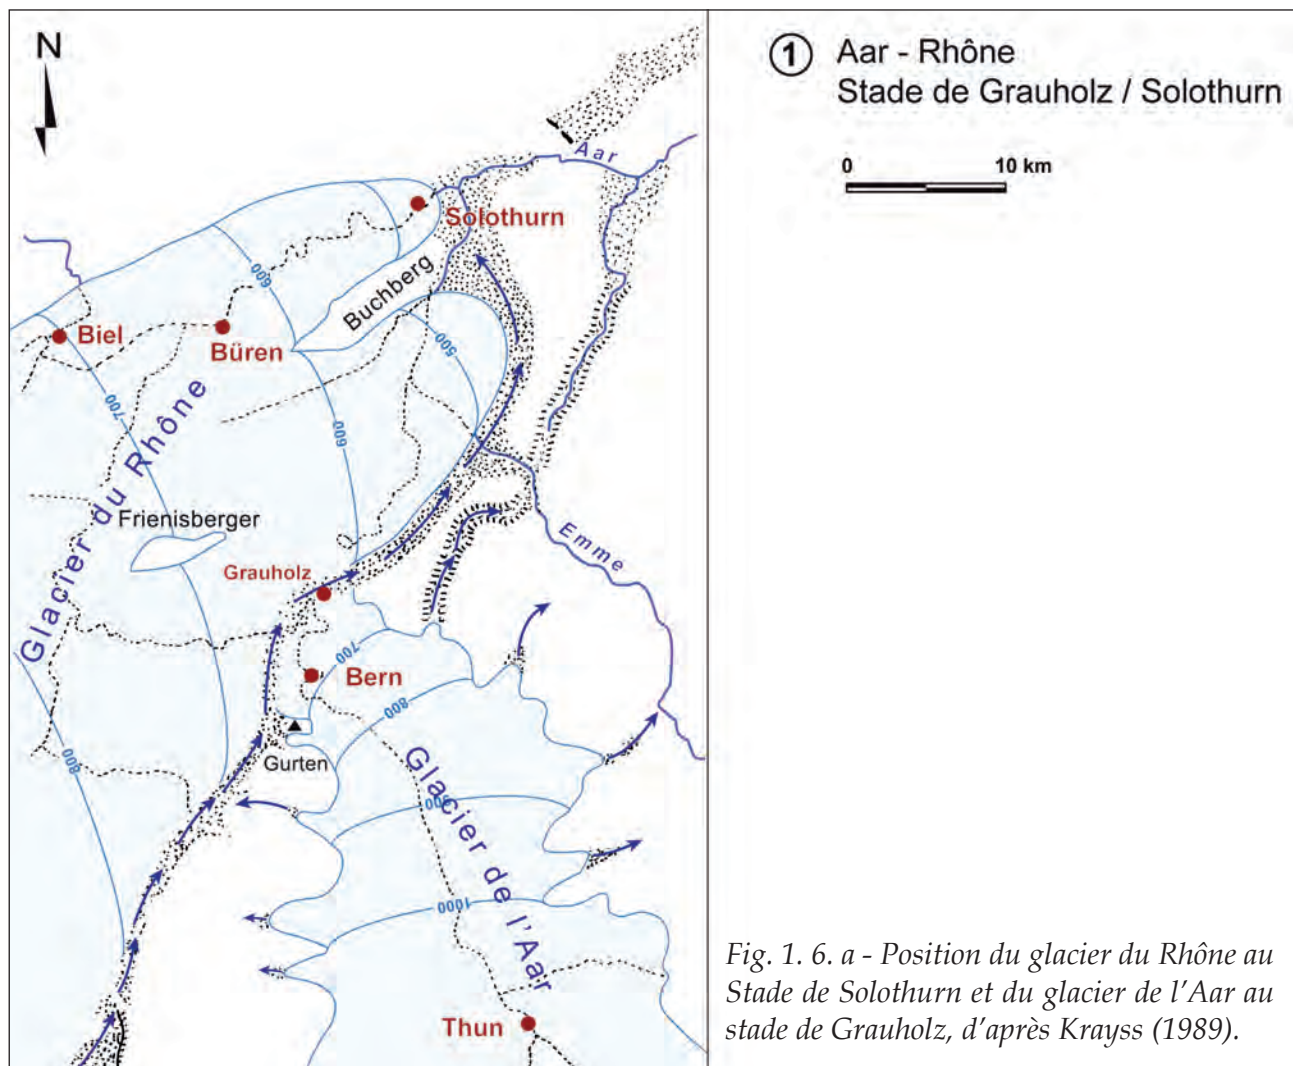 N
1 Aar - Rhône
Stade de Grauholz / Solothurn
0 10 km
Aar
Solothurn
600
Buchberg
Biel
Büren
500
700
600
Glacier du Rhône
Frienisberger
Emme
Grauholz
700
Bern
800
800
Gurten
Glacier de l'Aar
900
1000
Thun
Fig. 1. 6. a - Position du glacier du Rhône au
Stade de Solothurn et du glacier de l'Aar au
stade de Grauholz, d'après Krayss (1989).